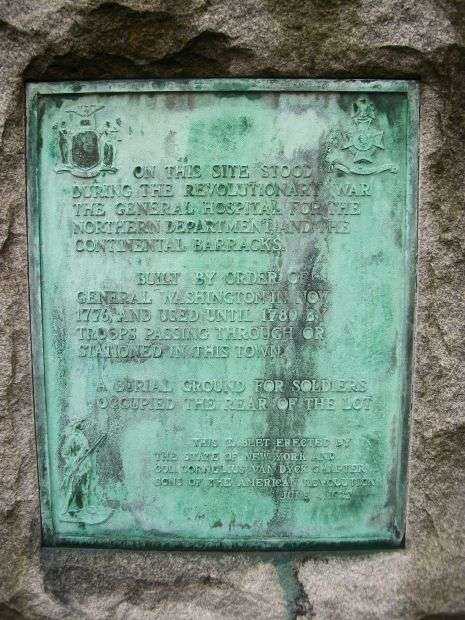 ON THIS SITE STOOD
DURING THE REVOLUTIONARY WAR
THE GENERAL HOSPITAL FOR THE
NORTHERN DEPARTMENT AND THE
CONTINENTAL BARRACKS.
BUILT BY ORDER OF
GENERAL WASHINGTON IN NOV.
1776, AND USED UNTIL 1780 BY
TROOPS PASSING THROUGH OR
STATIONED IN THIS TOWN.
A BURIAL GROUND FOR SOLDIERS
OCCUPIED THE REAR OF THE LOT
THIS TABLET ERECTED BY
THE STATE OF NEW YORK AND
COL. CORNELIUS VAN DYCK CHAPTER
SONS OF THE AMERICAN REVOLUTION